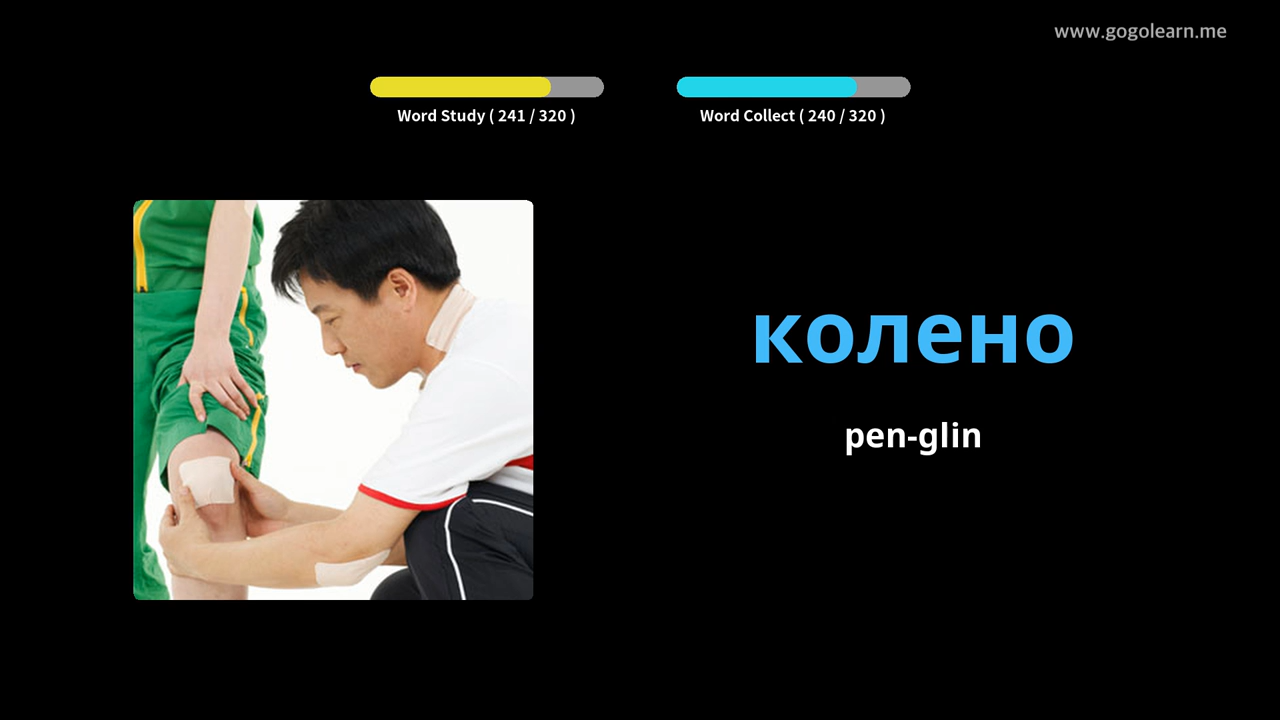 www.gogolearn.me
Word Study ( 241 / 320 )
Word Collect ( 240 / 320 )
колено
pen-glin